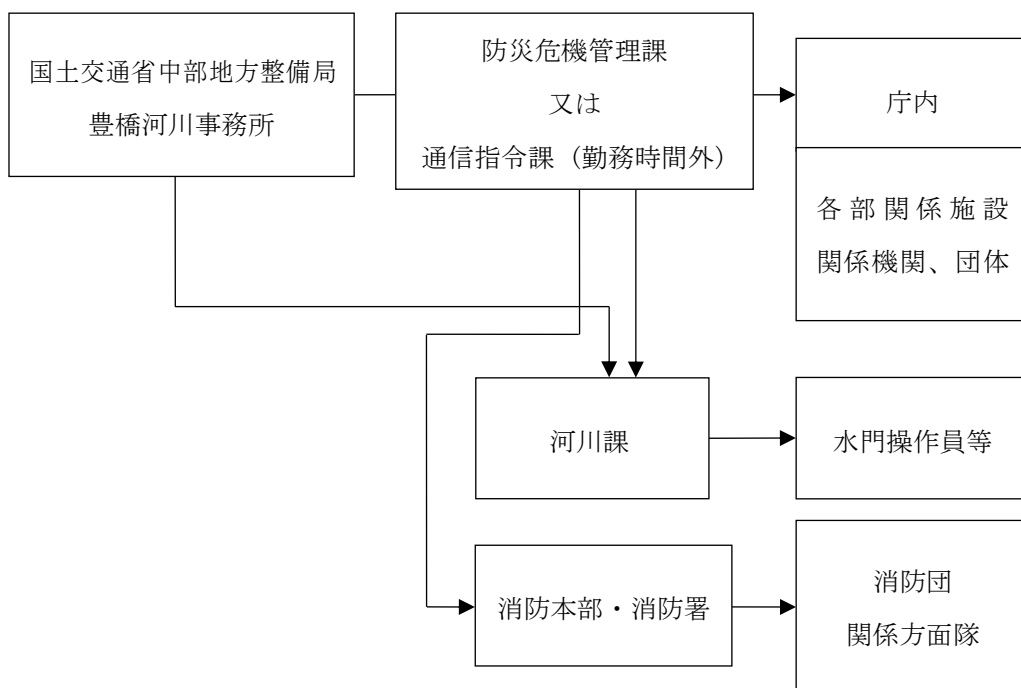 国土交通省中部地方整備局
豊橋河川事務所
防災危機管理課
又は
通信指令課（勤務時間外）
庁内
各部関係施設
関係機関、団体
河川課
水門操作員等
消防本部・消防署
消防団
関係方面隊